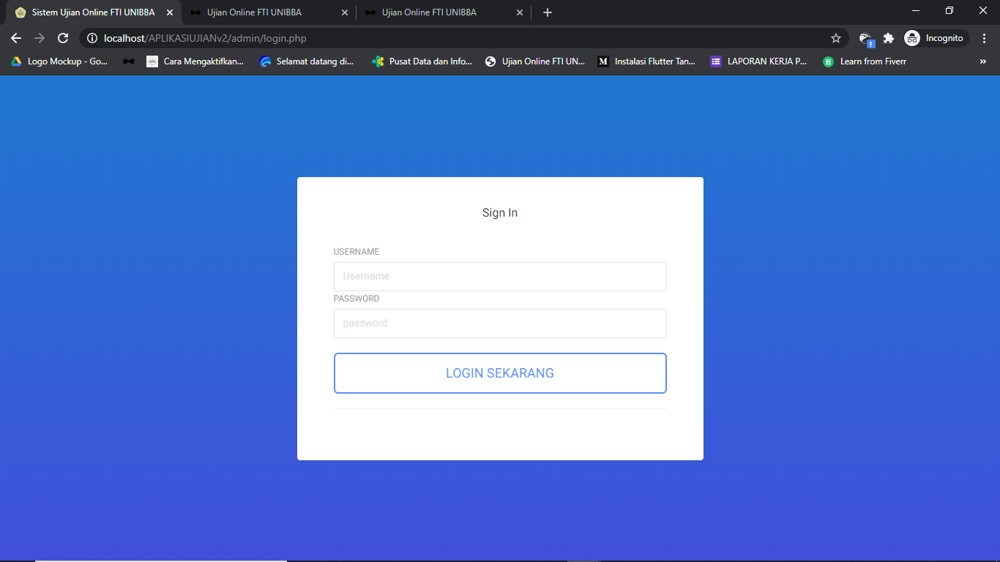 Sistem Ujian Online FTI UNIBBA
Ujian Online FTI UNIBBA
Ujian Online FTI UNIBBA
localhost/APLIKASIUJIANv2/admin/login.php
Incognito
Logo Mockup - Go...
Cara Mengaktifkan...
Selamat datang di...
Pusat Data dan Info...
Ujian Online FTI UN...
M
Instalasi Flutter Tan...
LAPORAN KERJA P...
fi
Learn from Fiverr
»
Sign In
USERNAME
Username
PASSWORD
password
LOGIN SEKARANG